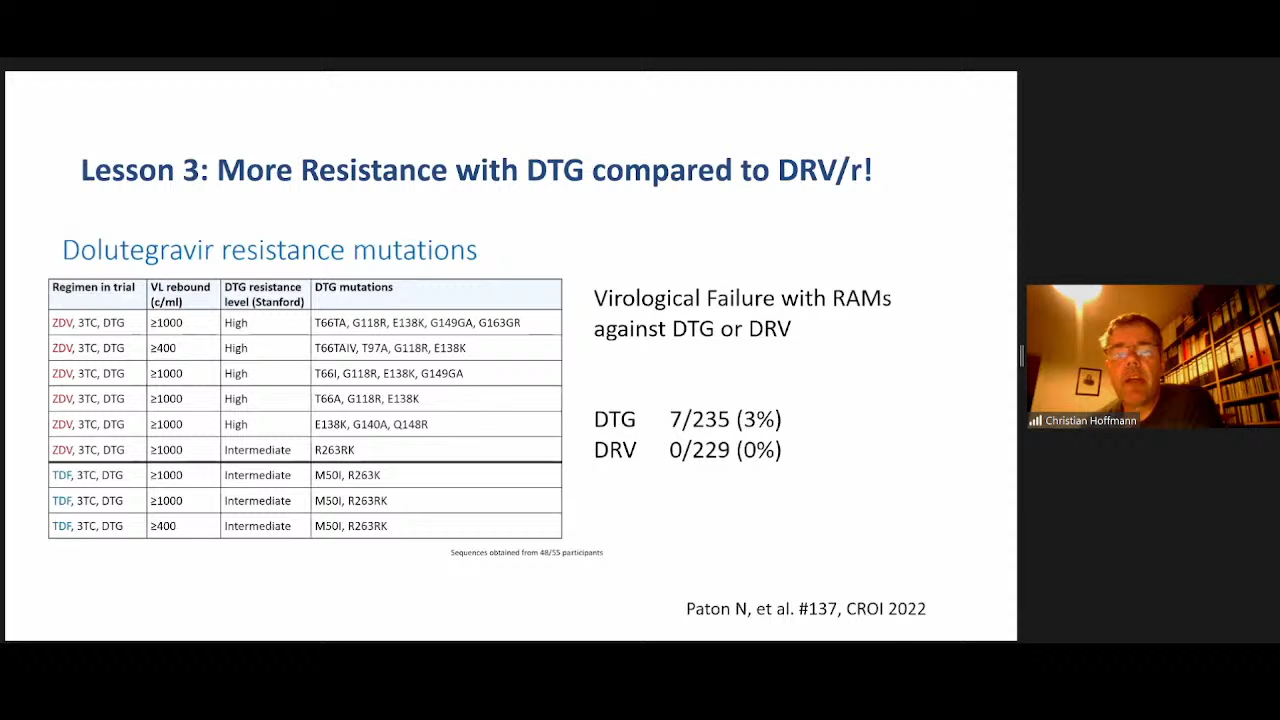 Lesson 3: More Resistance with DTG compared to DRV/r!
Dolutegravir resistance mutations
Regimen in trial VL rebound (c/ml) DTG resistance level (Stanford) DTG mutations
ZDV, 3TC, DTG ≥1000 High T66TA, G118R, E138K, G149GA, G163GR
ZDV, 3TC, DTG ≥400 High T66TAIV, T97A, G118R, E138K
ZDV, 3TC, DTG ≥1000 High T66I, G118R, E138K, G149GA
ZDV, 3TC, DTG ≥1000 High T66A, G118R, E138K
ZDV, 3TC, DTG ≥1000 High E138K, G140A, Q148R
ZDV, 3TC, DTG ≥1000 Intermediate R263RK
TDF, 3TC, DTG ≥1000 Intermediate M50I, R263K
TDF, 3TC, DTG ≥1000 Intermediate M50I, R263RK
TDF, 3TC, DTG ≥400 Intermediate M50I, R263RK
Sequences obtained from 48/55 participants
Virological Failure with RAMs
against DTG or DRV
DTG 7/235 (3%)
DRV 0/229 (0%)
Paton N, et al. #137, CROI 2022
Christian Hoffmann